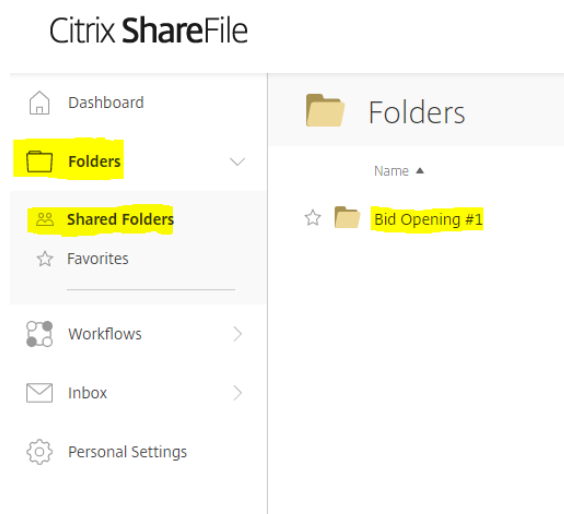 Citrix ShareFile
Dashboard
Folders
Shared Folders
Favorites
Workflows
Inbox
Personal Settings
Folders
Name
Bid Opening #1